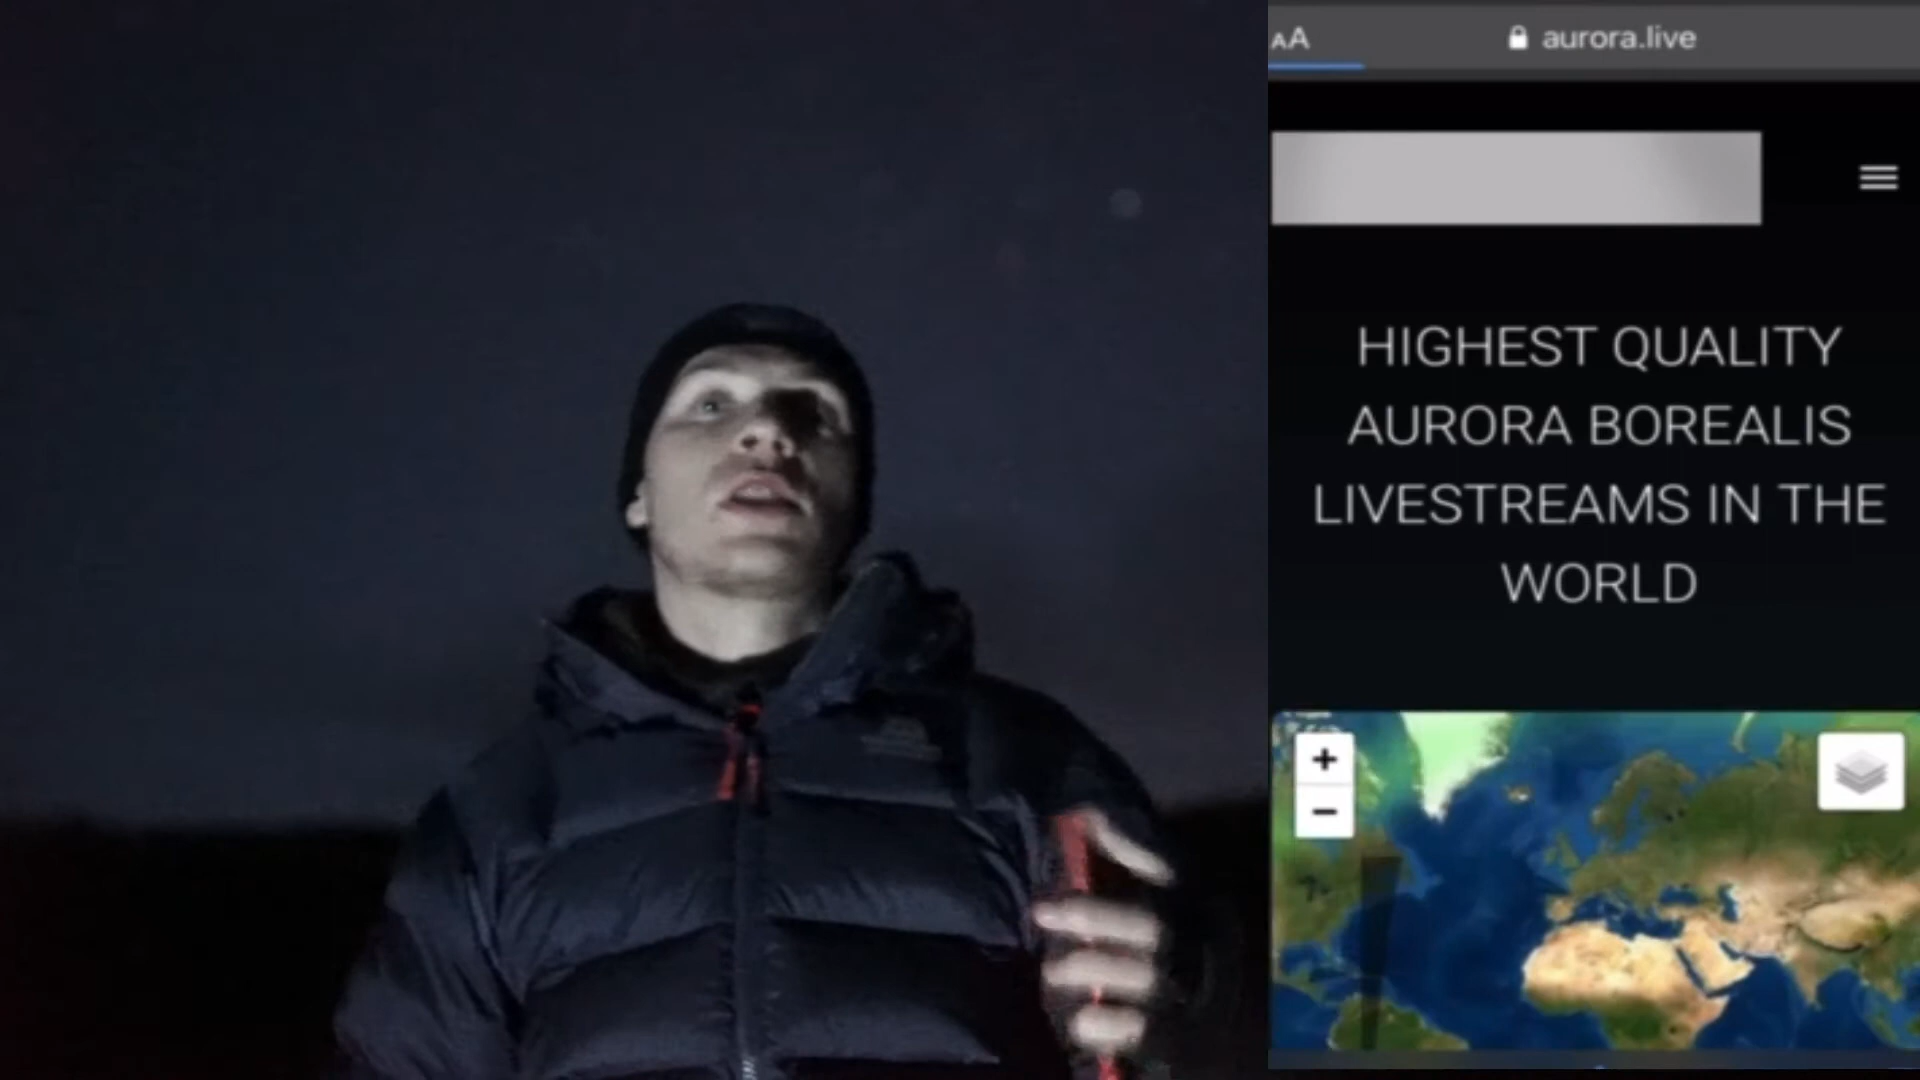 AA
aurora.live
HIGHEST QUALITY
AURORA BOREALIS
LIVESTREAMS IN THE
WORLD
+
−